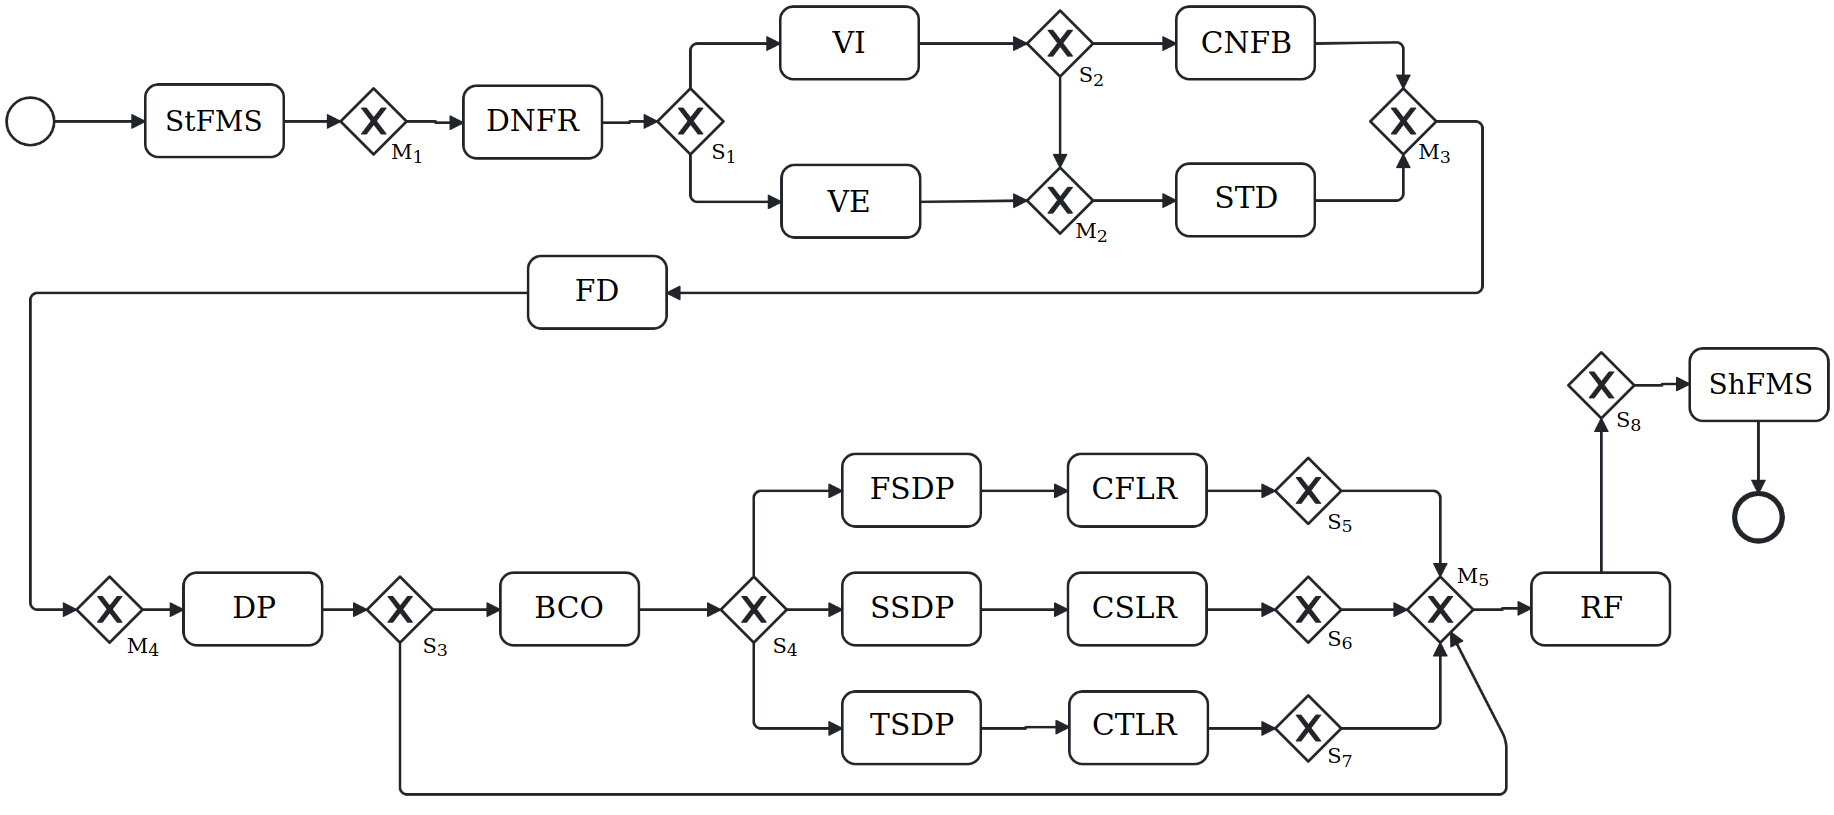 VI
CNFB
S2
StFMS
M1
DNFR
S1
M3
VE
STD
M2
FD
ShFMS
S8
FSDP
CFLR
S5
M4
DP
S3
BCO
S4
SSDP
CSLR
S6
M5
RF
TSDP
CTLR
S7